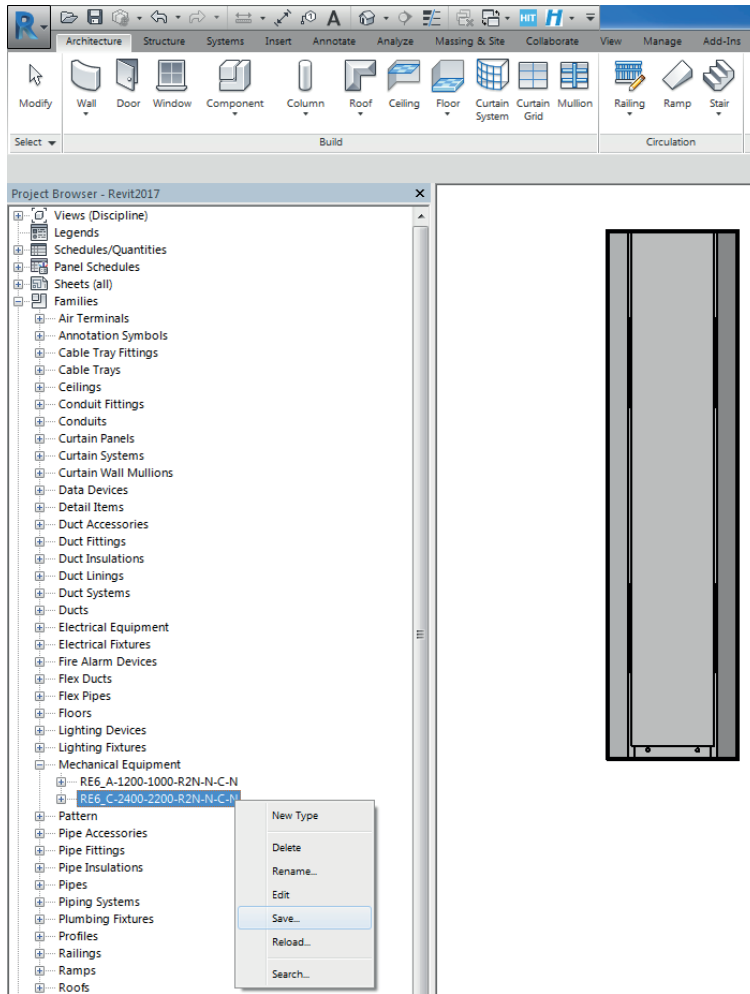 R A HIT H
Architecture Structure Systems Insert Annotate Analyze Massing & Site Collaborate View Manage Add-Ins
Modify Wall Door Window Component Column Roof Ceiling Floor Curtain System Curtain Grid Mullion Railing Ramp Stair
Select Build Circulation
Project Browser - Revit2017
Views (Discipline)
Legends
Schedules/Quantities
Panel Schedules
Sheets (all)
Families
Air Terminals
Annotation Symbols
Cable Tray Fittings
Cable Trays
Ceilings
Conduit Fittings
Conduits
Curtain Panels
Curtain Systems
Curtain Wall Mullions
Data Devices
Detail Items
Duct Accessories
Duct Fittings
Duct Insulations
Duct Linings
Duct Systems
Ducts
Electrical Equipment
Electrical Fixtures
Fire Alarm Devices
Flex Ducts
Flex Pipes
Floors
Lighting Devices
Lighting Fixtures
Mechanical Equipment
RE6_A-1200-1000-R2N-N-C-N
RE6_C-2400-2200-R2N-N-C-N
Pattern
Pipe Accessories
Pipe Fittings
Pipe Insulations
Pipes
Piping Systems
Plumbing Fixtures
Profiles
Railings
Ramps
Roofs
New Type
Delete
Rename...
Edit
Save...
Reload...
Search...